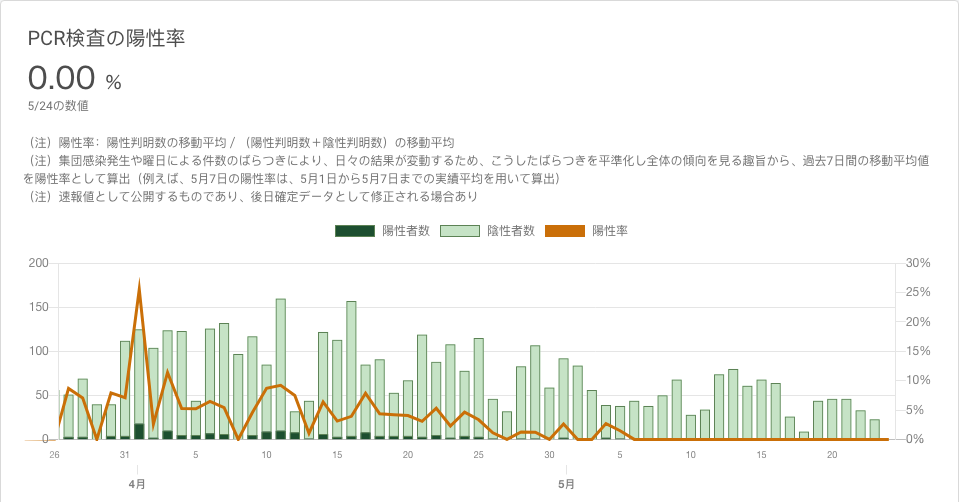 PCR検査の陽性率
0.00 %
5/24の数値
（注）陽性率：陽性判明数の移動平均 / （陽性判明数＋陰性判明数）の移動平均
（注）集団感染発生や曜日による件数のばらつきにより、日々の結果が変動するため、こうしたばらつきを平準化し全体の傾向を見る趣旨から、過去7日間の移動平均値
を陽性率として算出（例えば、5月7日の陽性率は、5月1日から5月7日までの実績平均を用いて算出）
（注）速報値として公開するものであり、後日確定データとして修正される場合あり
陽性者数 陰性者数 陽性率
200 30%
25%
150
20%
100 15%
10%
50
5%
0 0%
26 31 5 10 15 20 25 30 5 10 15 20
4月 5月